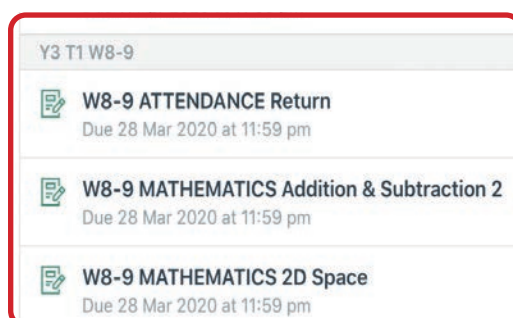 Y3 T1 W8-9
W8-9 ATTENDANCE Return
Due 28 Mar 2020 at 11:59 pm
W8-9 MATHEMATICS Addition & Subtraction 2
Due 28 Mar 2020 at 11:59 pm
W8-9 MATHEMATICS 2D Space
Due 28 Mar 2020 at 11:59 pm